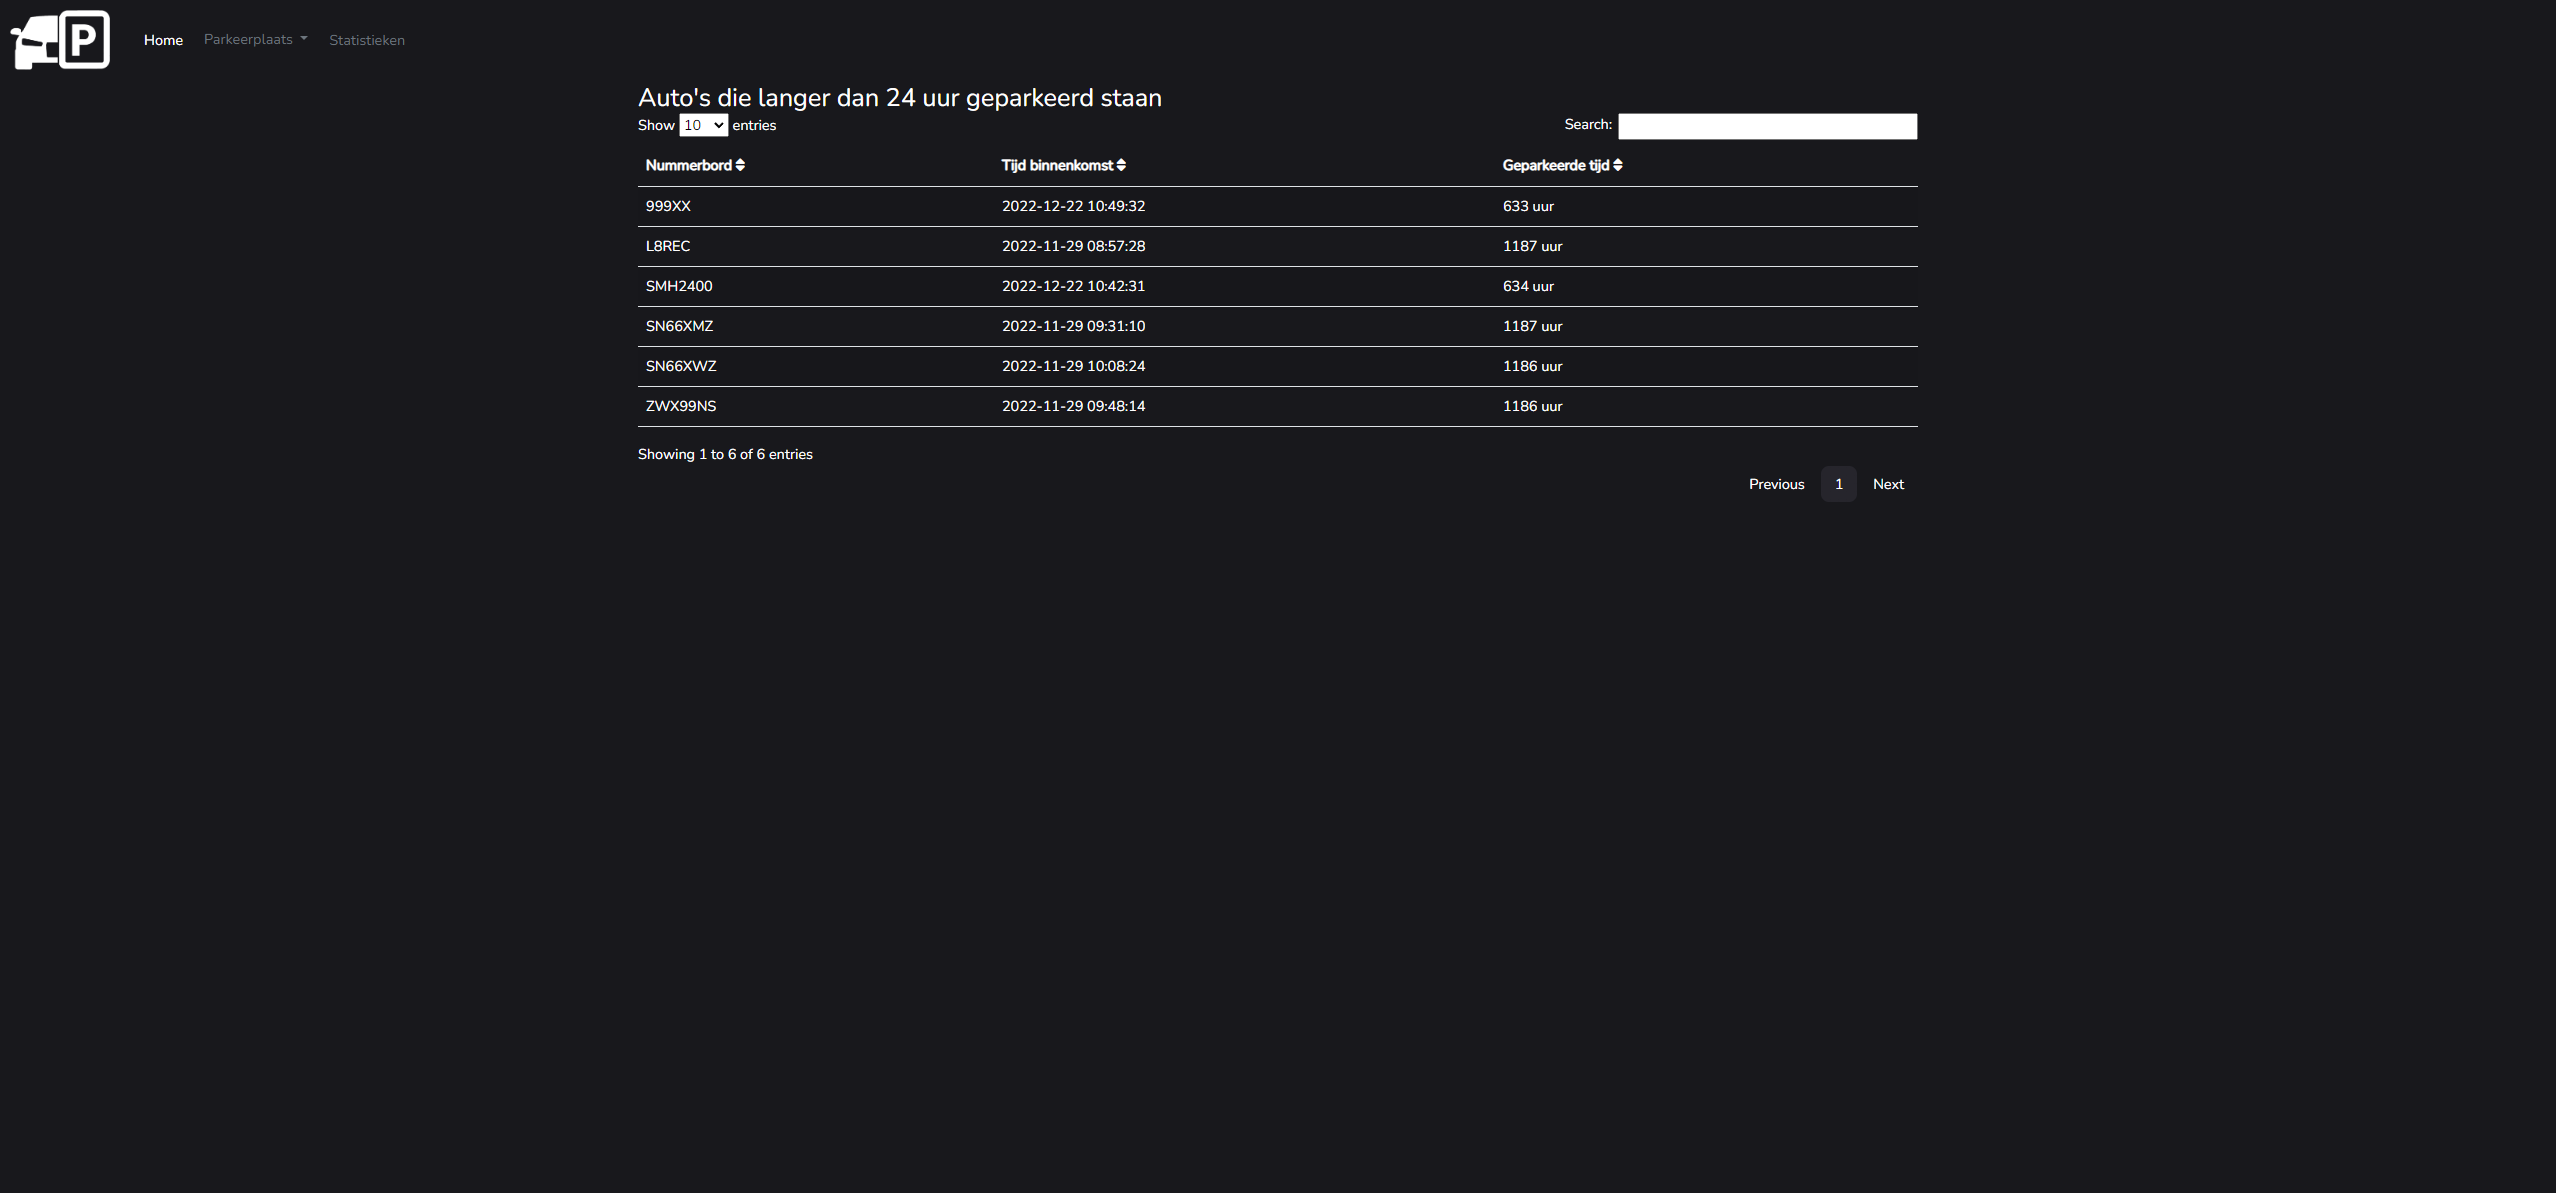 P
Home Parkeerplaats Statistieken
Auto's die langer dan 24 uur geparkeerd staan
Show 10 entries Search:
Nummerbord Tijd binnenkomst Geparkeerde tijd
999XX 2022-12-22 10:49:32 633 uur
L8REC 2022-11-29 08:57:28 1187 uur
SMH2400 2022-12-22 10:42:31 634 uur
SN66XMZ 2022-11-29 09:31:10 1187 uur
SN66XWZ 2022-11-29 10:08:24 1186 uur
ZWX99NS 2022-11-29 09:48:14 1186 uur
Showing 1 to 6 of 6 entries
Previous 1 Next